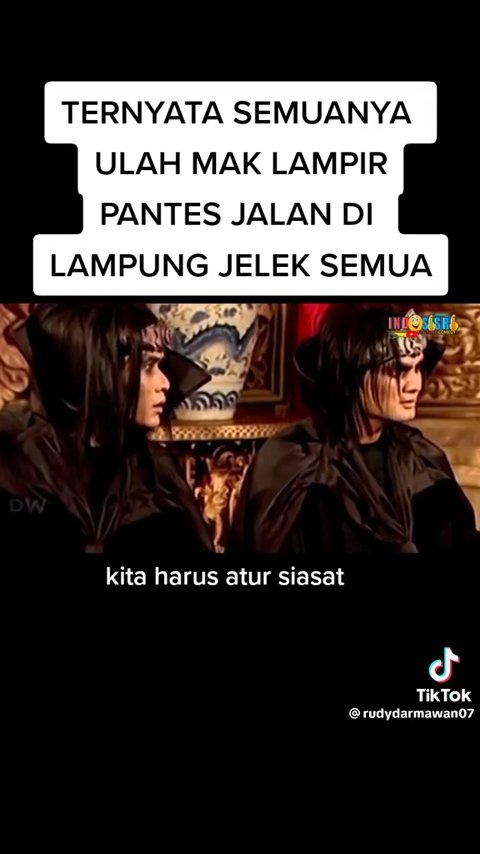 TERNYATA SEMUANYA
ULAH MAK LAMPIR
PANTES JALAN DI
LAMPUNG JELEK SEMUA
DW
kita harus atur siasat
TikTok
@rudydarmawan07